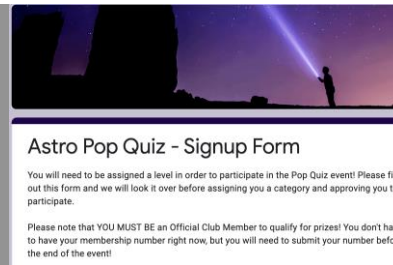 Astro Pop Quiz - Signup Form
You will need to be assigned a level in order to participate in the Pop Quiz event! Please
out this form and we will look it over before assigning you a category and approving you
participate.
Please note that YOU MUST BE an Official Club Member to qualify for prizes! You don't
to have your membership number right now, but you will need to submit your number
the end of the event!